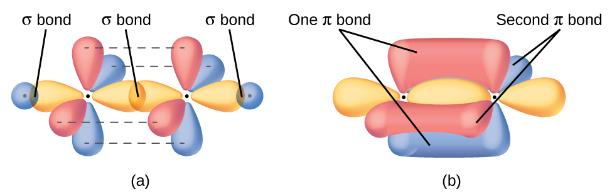 σ bond
σ bond
σ bond
One π bond
Second π bond
(a)
(b)